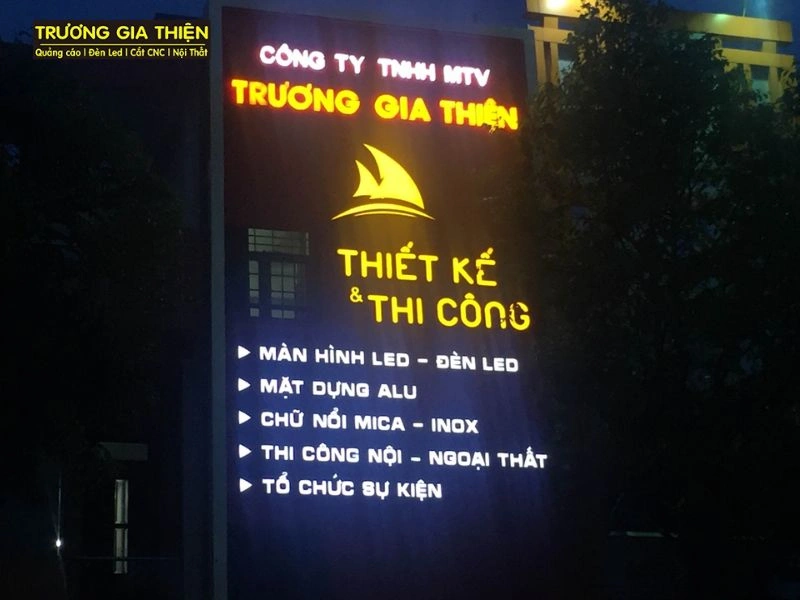 TRƯƠNG GIA THIỆN
Quảng cáo | Đèn Led | Cắt CNC | Nội Thất
CÔNG TY TNHH MTV
TRƯƠNG GIA THIỆN
THIẾT KẾ
& THI CÔNG
MÀN HÌNH LED - ĐÈN LED
MẶT DỰNG ALU
CHỮ NỔI MICA - INOX
THI CÔNG NỘI - NGOẠI THẤT
TỔ CHỨC SỰ KIỆN